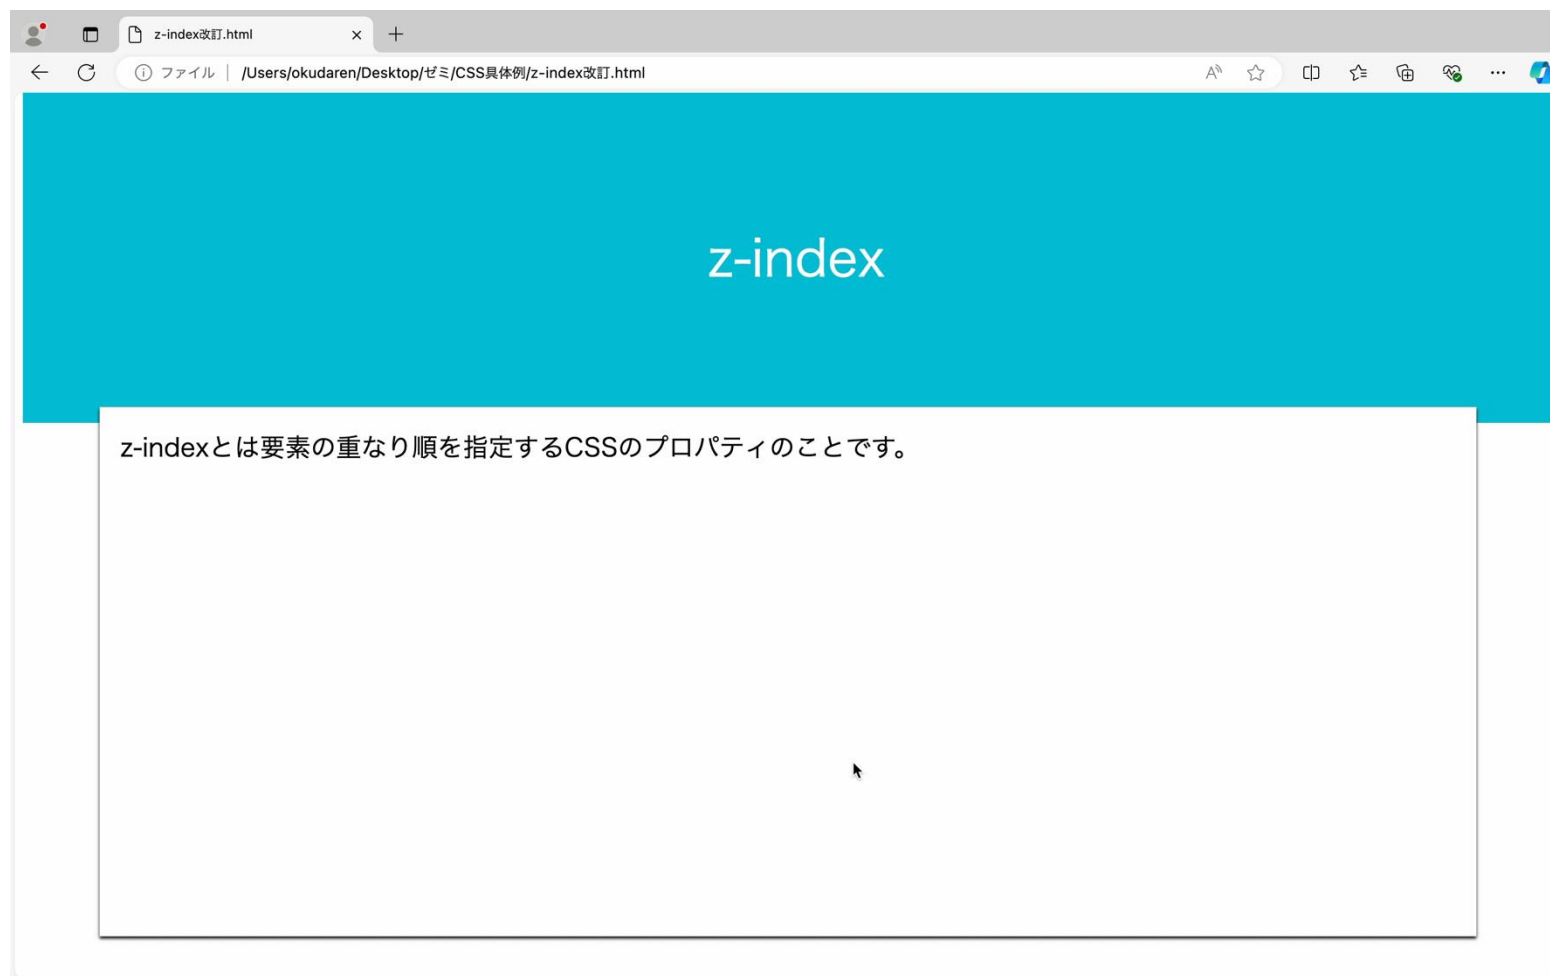 z-index改訂.html
ファイル /Users/okudaren/Desktop/ゼミ/CSS具体例/z-index改訂.html
z-index
z-indexとは要素の重なり順を指定するCSSのプロパティのことです。